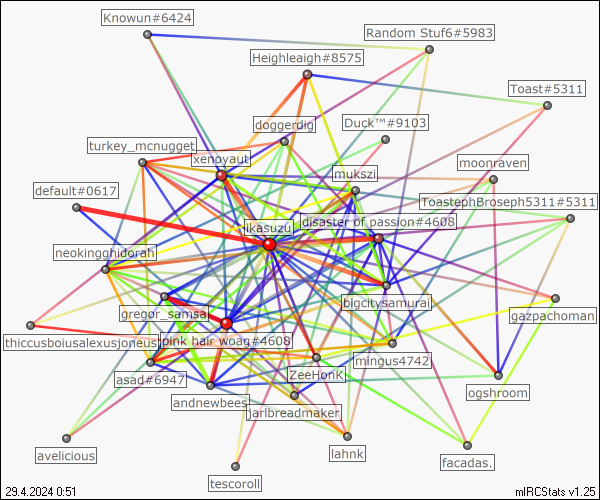 Knowun#6424
Random Stuf6#5983
Heighleaigh#8575
Toast#5311
doggerdig
Duck™#9103
turkey_mcnugget
xenoyaut
moonraven
mukszi
default#0617
ToastephBroseph5311#5311
ikasuzu
disaster of passion#4608
neokingghidorah
bigcitysamurai
gregor_samsa
gazpachoman
thiccusboiusalexusjoneus
pink hair woag#4608
mingus4742
asad#6947
ZeeHonK
ogshroom
andnewbees
jaribreadmaker
avelicious
lahnk
facadas.
tescoroll
29.4.2024 0:51
mIRCStats v1.25